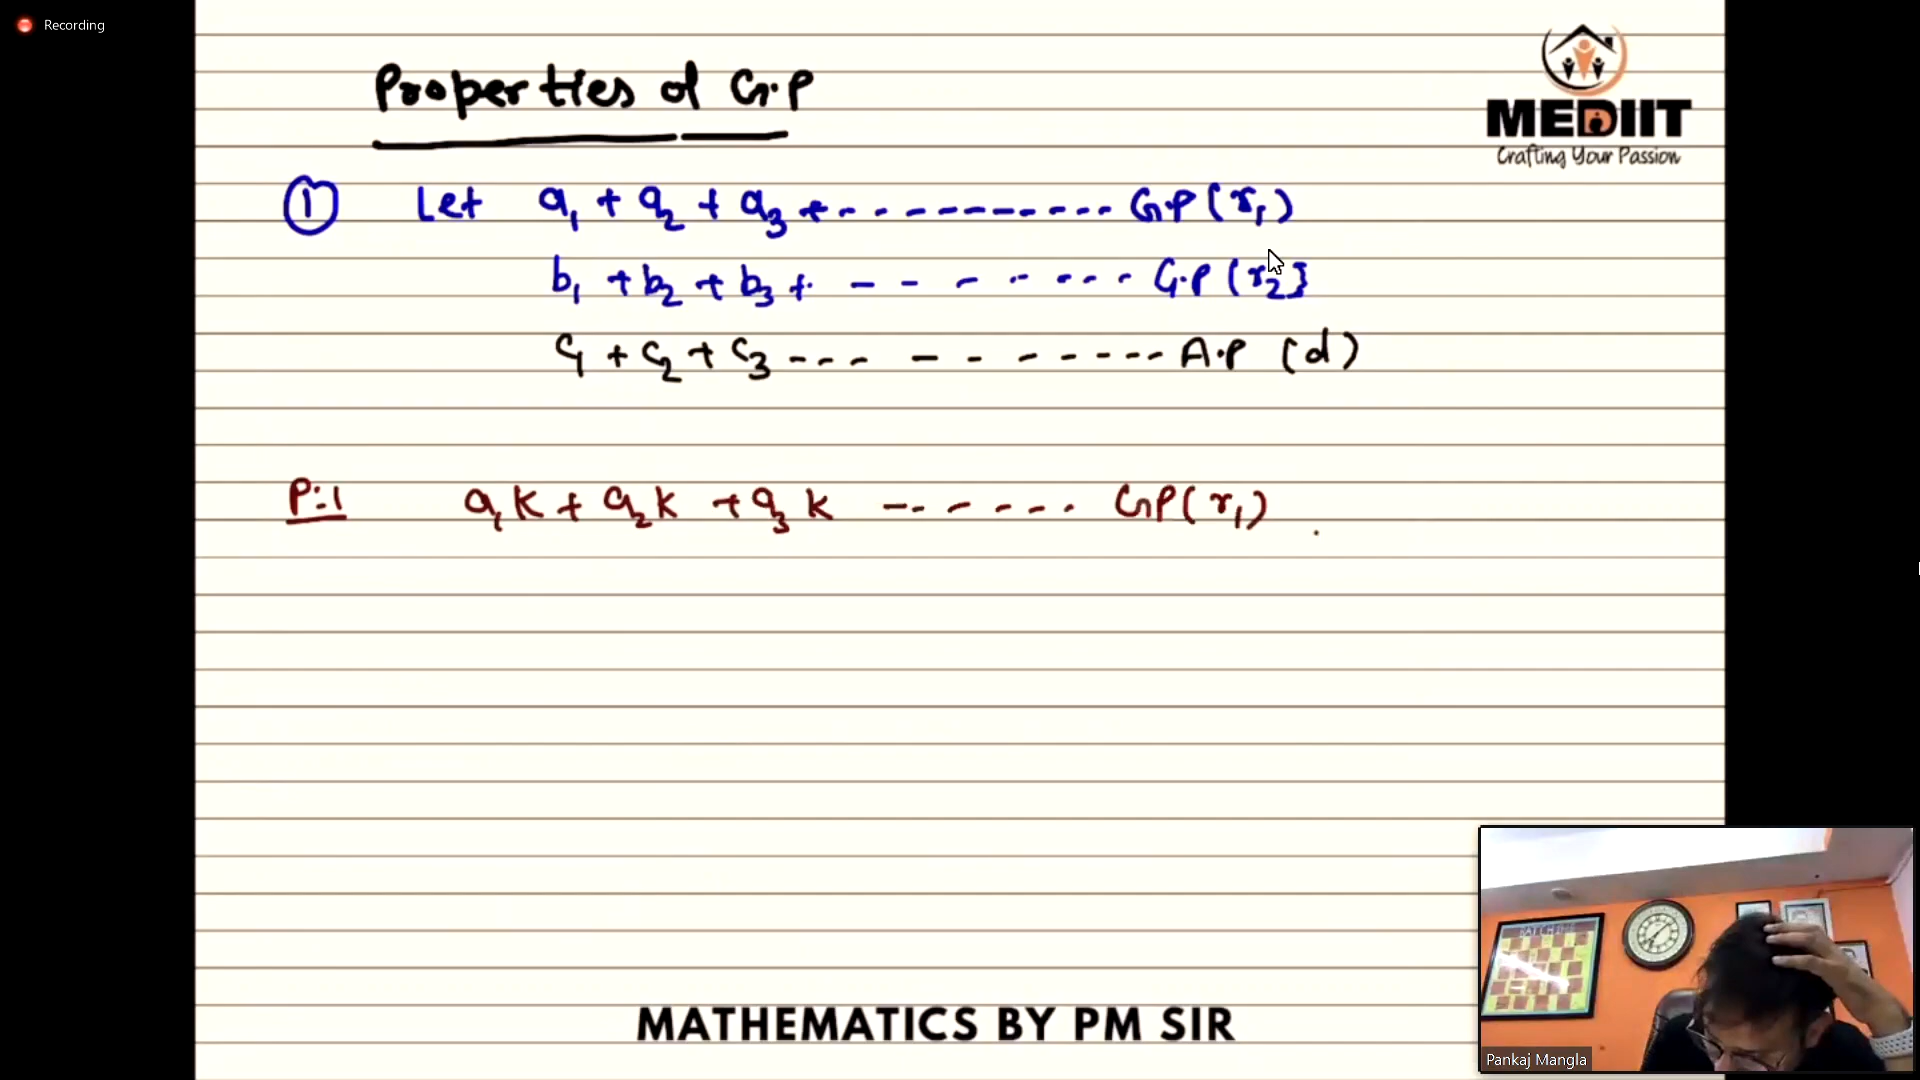 Recording
Properties of G.P
MEDIIT
Crafting Your Passion
① Let a₁ + a₂ + a₃ + - - - - - - - - - - G.P (r₁)
b₁ + b₂ + b₃ + - - - - - - - G.P (r₂}
c₁ + c₂ + c₃ - - - - - - - - - - A.P (d)
P:1 a₁k + a₂k + a₃k - - - - - - GP(r₁)
MATHEMATICS BY PM SIR
Pankaj Mangla